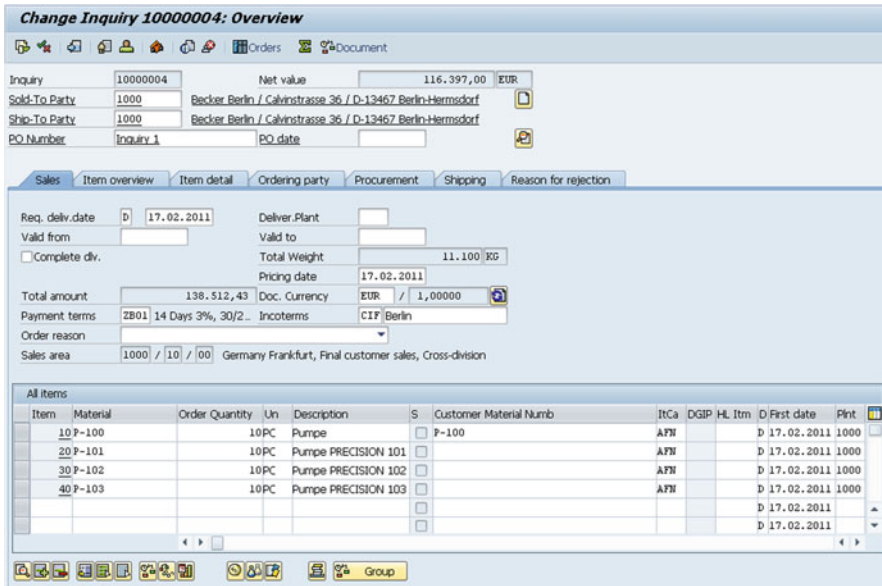 Change Inquiry 10000004: Overview
Orders Document
Inquiry 10000004 Net value 116.397,00 EUR
Sold-To Party 1000 Becker Berlin / Calvinstrasse 36 / D-13467 Berlin-Hermsdorf
Ship-To Party 1000 Becker Berlin / Calvinstrasse 36 / D-13467 Berlin-Hermsdorf
PO Number Inquiry 1 PO date
Sales Item overview Item detail Ordering party Procurement Shipping Reason for rejection
Req. deliv.date D 17.02.2011 Deliver.Plant
Valid from Valid to
Complete dlv. Total Weight 11.100 KG
Pricing date 17.02.2011
Total amount 138.512,43 Doc. Currency EUR / 1,00000
Payment terms ZB01 14 Days 3%, 30/2... Incoterms CIF Berlin
Order reason
Sales area 1000 / 10 / 00 Germany Frankfurt, Final customer sales, Cross-division
All items
Item Material Order Quantity Un Description S Customer Material Numb ItCa DGIP HL Itm D First date Plnt
10 P-100 10 PC Pumpe P-100 AFN D 17.02.2011 1000
20 P-101 10 PC Pumpe PRECISION 101 AFN D 17.02.2011 1000
30 P-102 10 PC Pumpe PRECISION 102 AFN D 17.02.2011 1000
40 P-103 10 PC Pumpe PRECISION 103 AFN D 17.02.2011 1000
D 17.02.2011
D 17.02.2011
Group